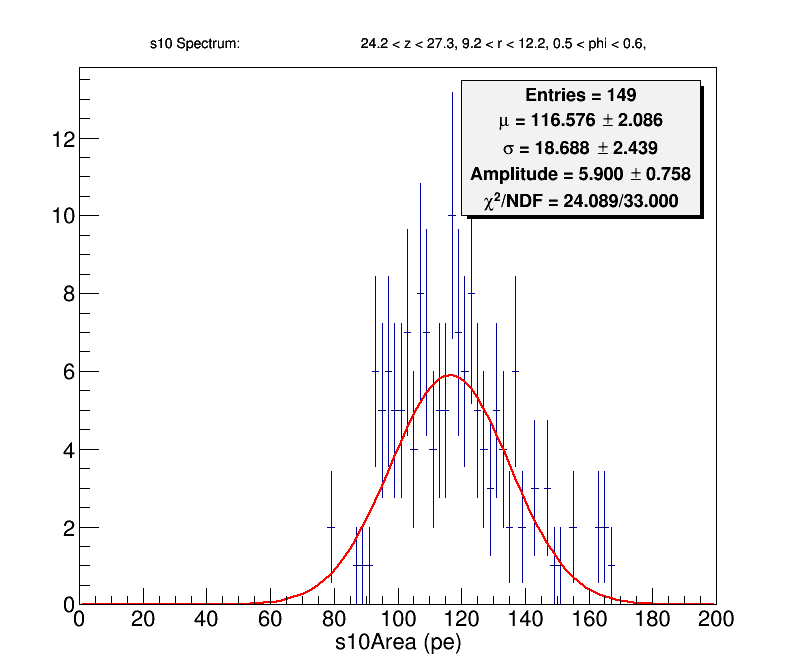 s10 Spectrum: 24.2 < z < 27.3, 9.2 < r < 12.2, 0.5 < phi < 0.6,
Entries = 149
μ = 116.576 ± 2.086
σ = 18.688 ± 2.439
Amplitude = 5.900 ± 0.758
χ²/NDF = 24.089/33.000
12
10
8
6
4
2
0
0 20 40 60 80 100 120 140 160 180 200
s10Area (pe)